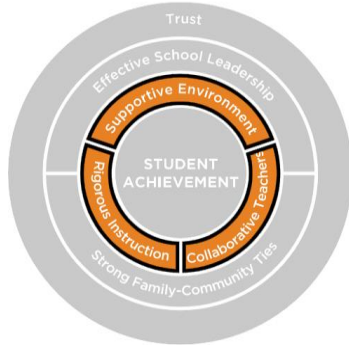 Trust
Effective School Leadership
Supportive Environment
STUDENT
ACHIEVEMENT
Rigorous Instruction
Collaborative Teachers
Strong Family-Community Ties